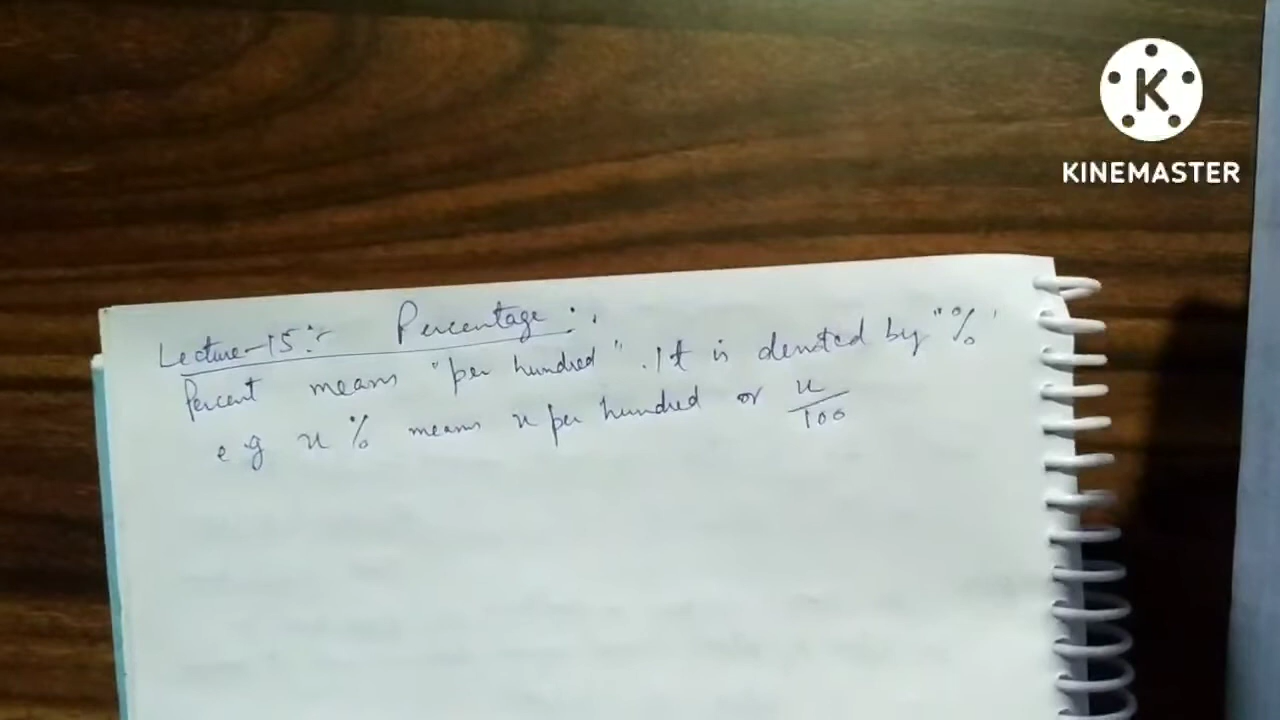 KINEMASTER
Lecture-15:- Percentage:.
Percent means "per hundred". It is denoted by "%"
e.g x % means x per hundred or x/100